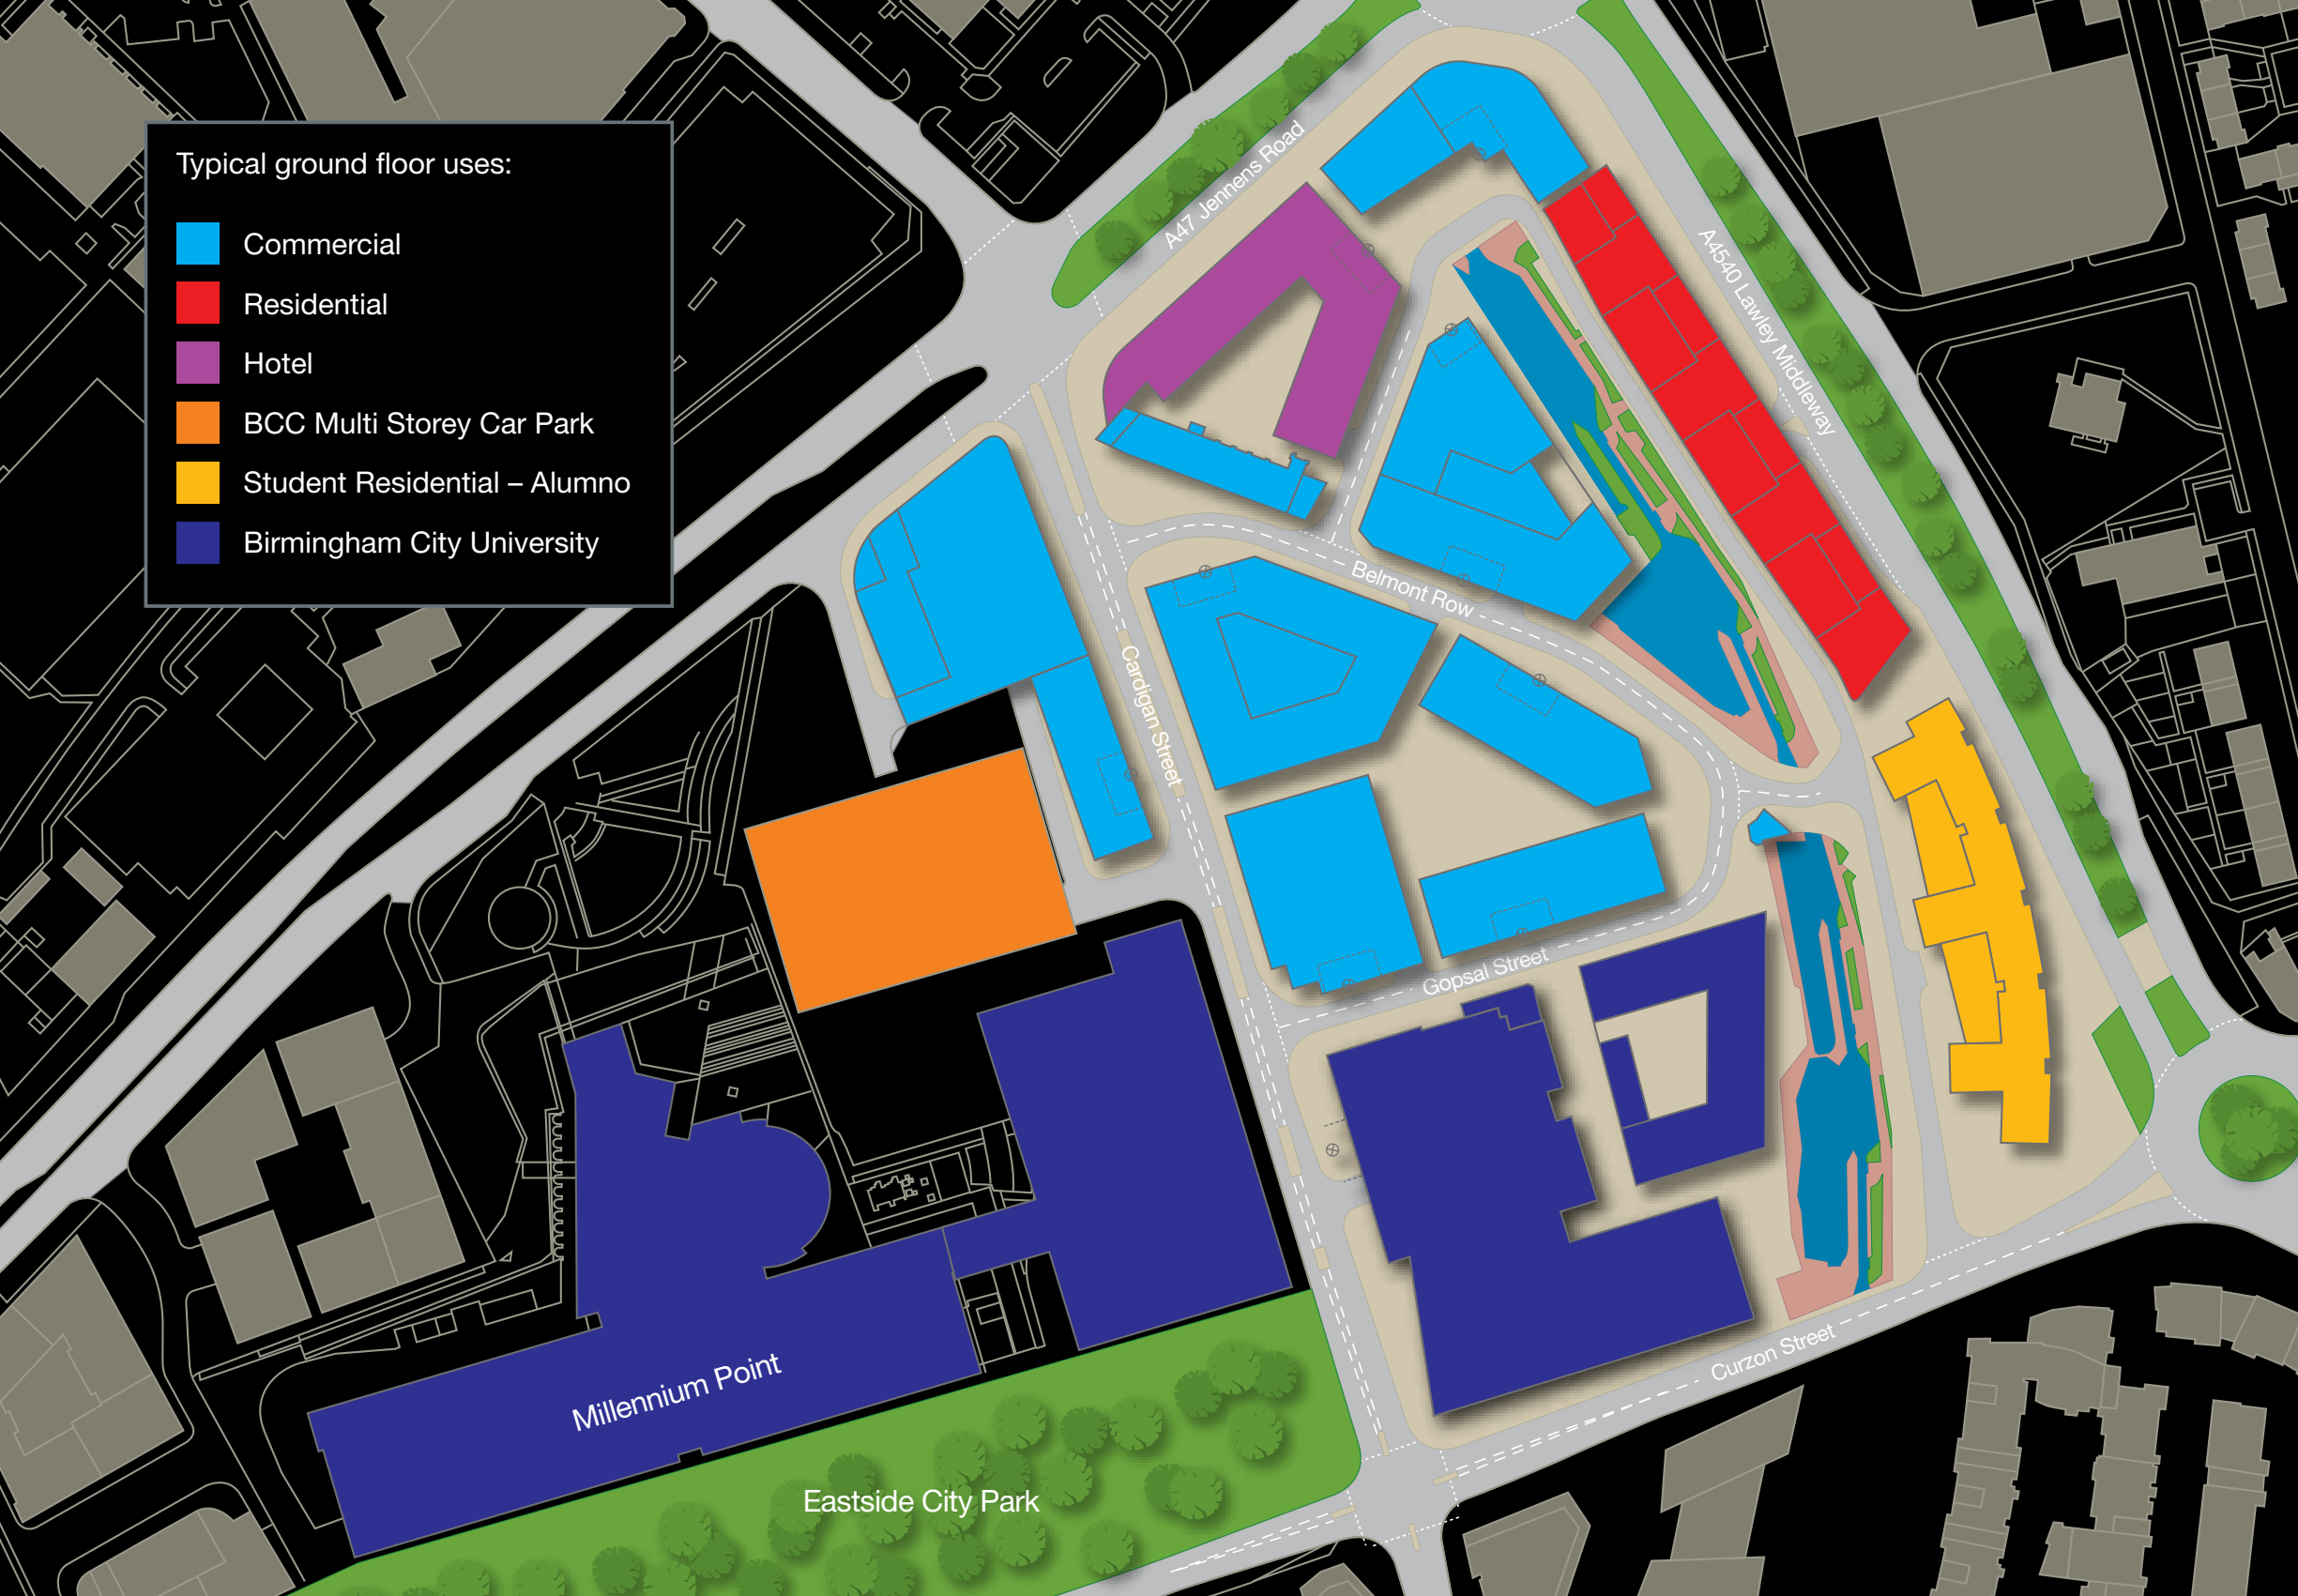 Typical ground floor uses:
Commercial
Residential
Hotel
BCC Multi Storey Car Park
Student Residential – Alumno
Birmingham City University
A47 Jennens Road
A4540 Lawley Middleway
Belmont Row
Cardigan Street
Gopsal Street
Curzon Street
Millennium Point
Eastside City Park